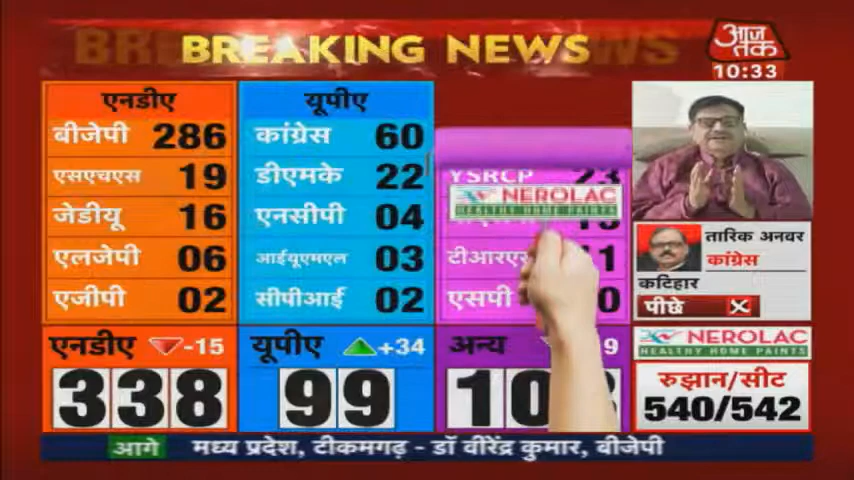 BREAKING NEWS
आज तक
10:33
एनडीए
बीजेपी 286
एसएचएस 19
जेडीयू 16
एलजेपी 06
एजीपी 02
एनडीए -15
338
यूपीए
कांग्रेस 60
डीएमके 22
एनसीपी 04
आईयूएमएल 03
सीपीआई 02
यूपीए +34
99
YSRCP 23
NEROLAC
HEALTHY HOME PAINTS
एसपी
अन्य
तारिक अनवर
कांग्रेस
कटिहार
पीछे
NEROLAC
HEALTHY HOME PAINTS
रुझान/सीट
540/542
आगे मध्य प्रदेश, टीकमगढ़ - डॉ वीरेंद्र कुमार, बीजेपी